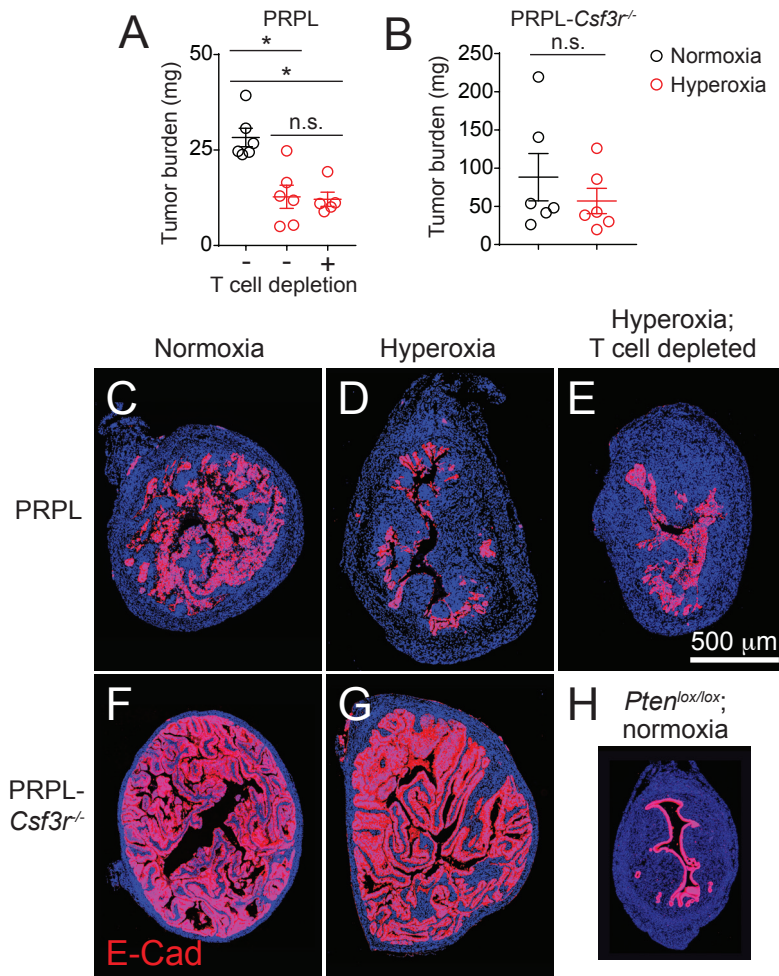 A
PRPL
Tumor burden (mg)
50
25
0
*
*
n.s.
- - +
T cell depletion
B
PRPL-Csf3r-/-
n.s.
Tumor burden (mg)
250
200
150
100
50
0
Normoxia
Hyperoxia
Normoxia
Hyperoxia
Hyperoxia;
T cell depleted
PRPL
C
D
E
500 μm
PRPL-
Csf3r-/-
F
E-Cad
G
H
Ptenlox/lox;
normoxia